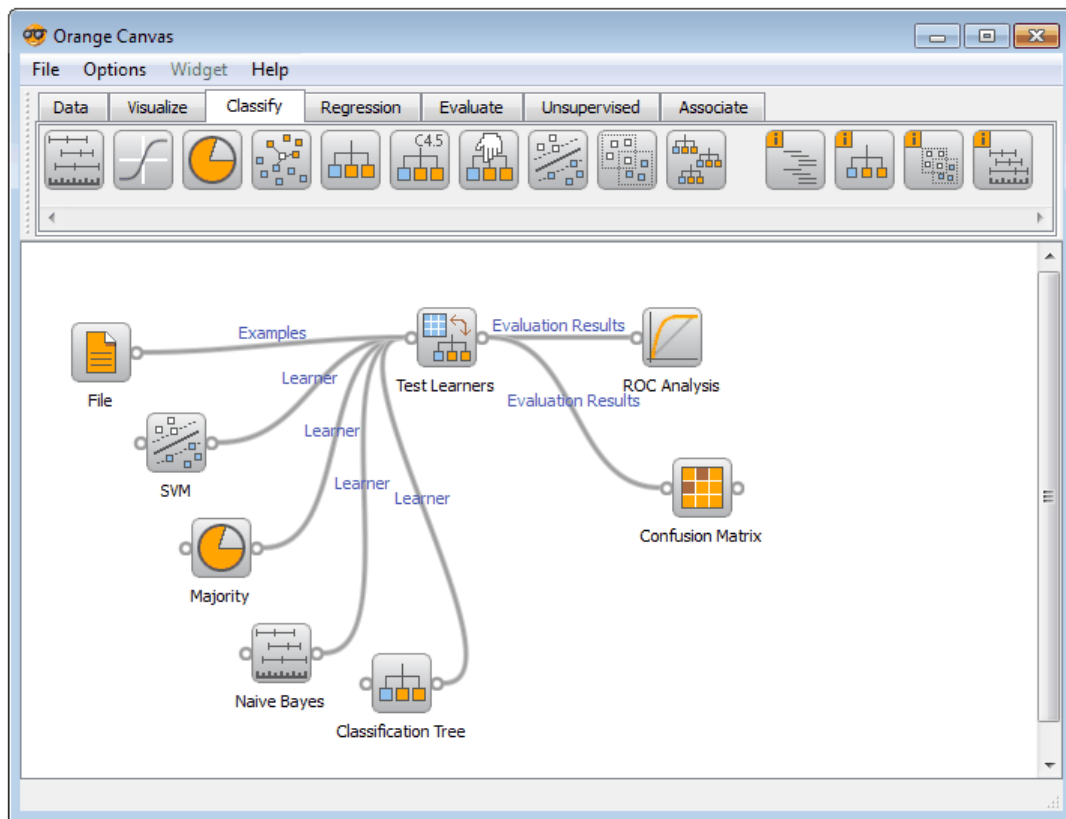 Orange Canvas
File Options Widget Help
Data Visualize Classify Regression Evaluate Unsupervised Associate
C4.5
i i i i
Examples
Evaluation Results
Learner
File
Test Learners
ROC Analysis
Evaluation Results
Learner
SVM
Learner
Learner
Confusion Matrix
Majority
Naive Bayes
Classification Tree